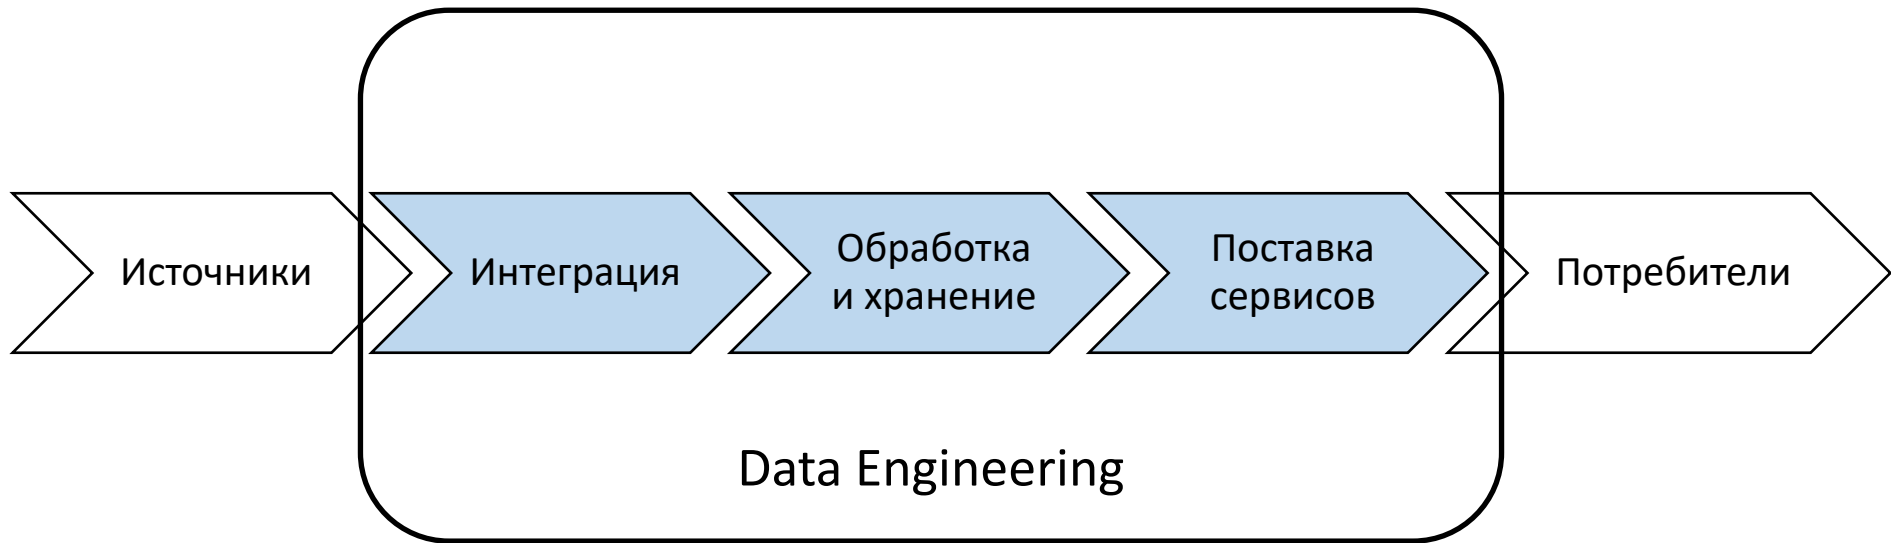 Источники
Интеграция
Обработка
и хранение
Поставка
сервисов
Потребители
Data Engineering